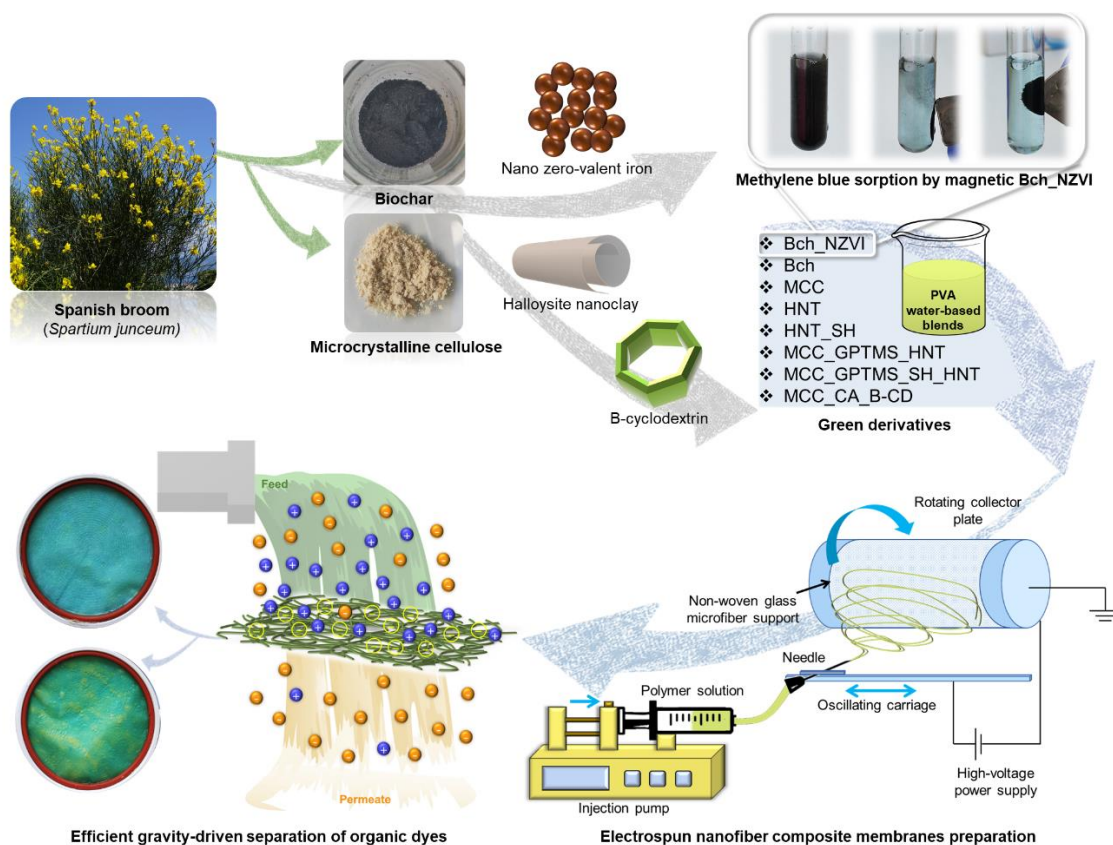 Spanish broom
(Spartium junceum)
Biochar
Microcrystalline cellulose
Nano zero-valent iron
Halloysite nanoclay
B-cyclodextrin
Methylene blue sorption by magnetic Bch_NZVI
❖ Bch_NZVI
❖ Bch
❖ MCC
❖ HNT
❖ HNT_SH
❖ MCC_GPTMS_HNT
❖ MCC_GPTMS_SH_HNT
❖ MCC_CA_B-CD
PVA
water-based
blends
Green derivatives
Rotating collector
plate
Non-woven glass
microfiber support
Needle
Polymer solution
Oscillating carriage
High-voltage
power supply
Injection pump
Electrospun nanofiber composite membranes preparation
Feed
Permeate
Efficient gravity-driven separation of organic dyes